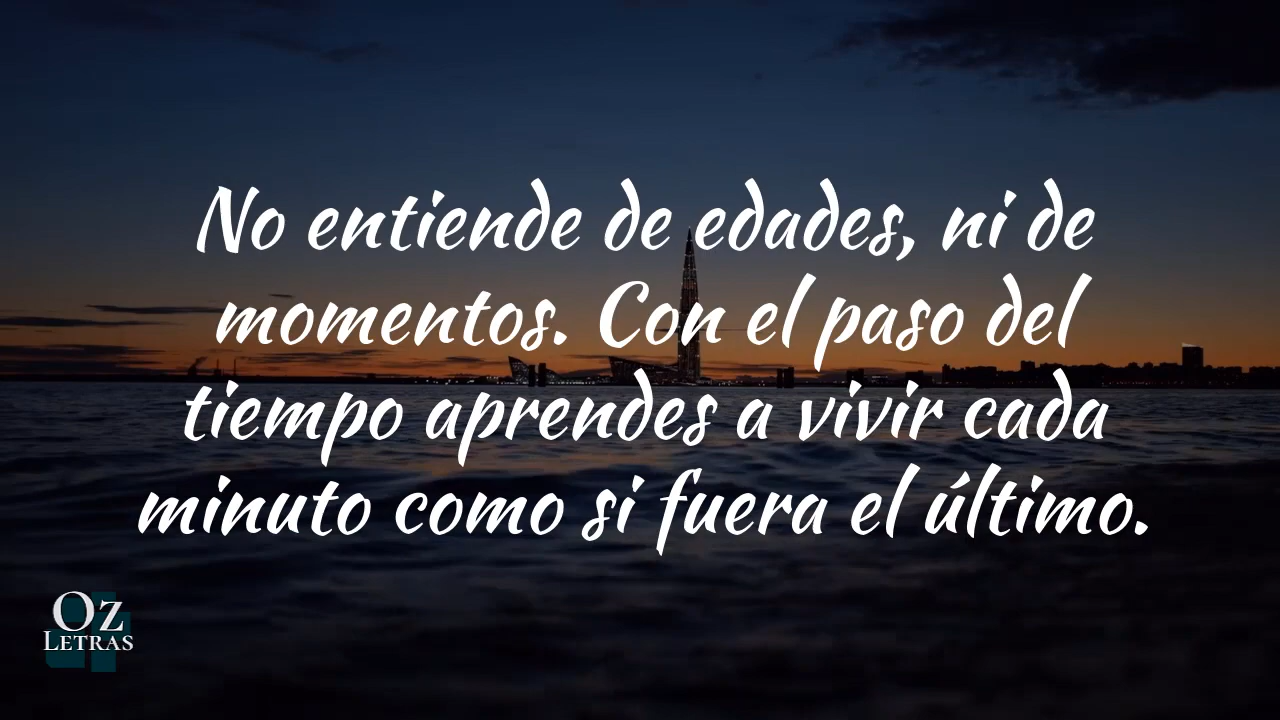 No entiende de edades, ni de
momentos. Con el paso del
tiempo aprendes a vivir cada
minuto como si fuera el último.
Oz
Letras